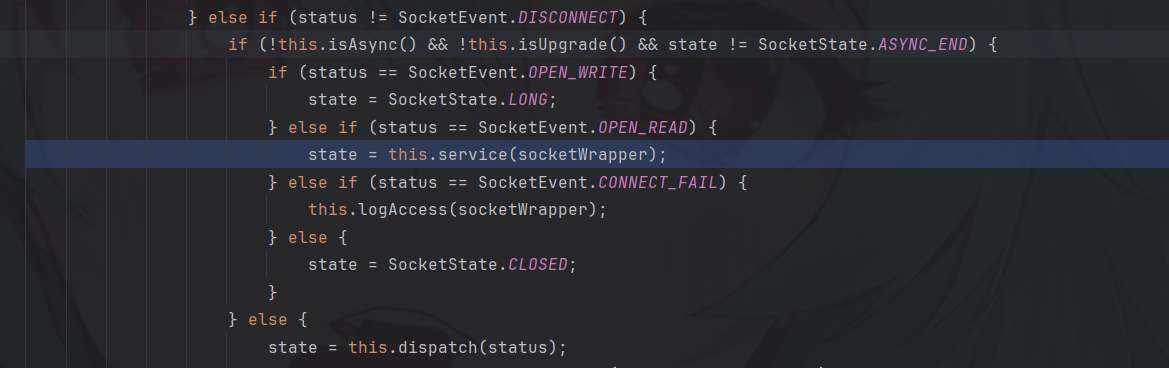 } else if (status != SocketEvent.DISCONNECT) {
if (!this.isAsync() && !this.isUpgrade() && state != SocketState.ASYNC_END) {
if (status == SocketEvent.OPEN_WRITE) {
state = SocketState.LONG;
} else if (status == SocketEvent.OPEN_READ) {
state = this.service(socketWrapper);
} else if (status == SocketEvent.CONNECT_FAIL) {
this.logAccess(socketWrapper);
} else {
state = SocketState.CLOSED;
}
} else {
state = this.dispatch(status);